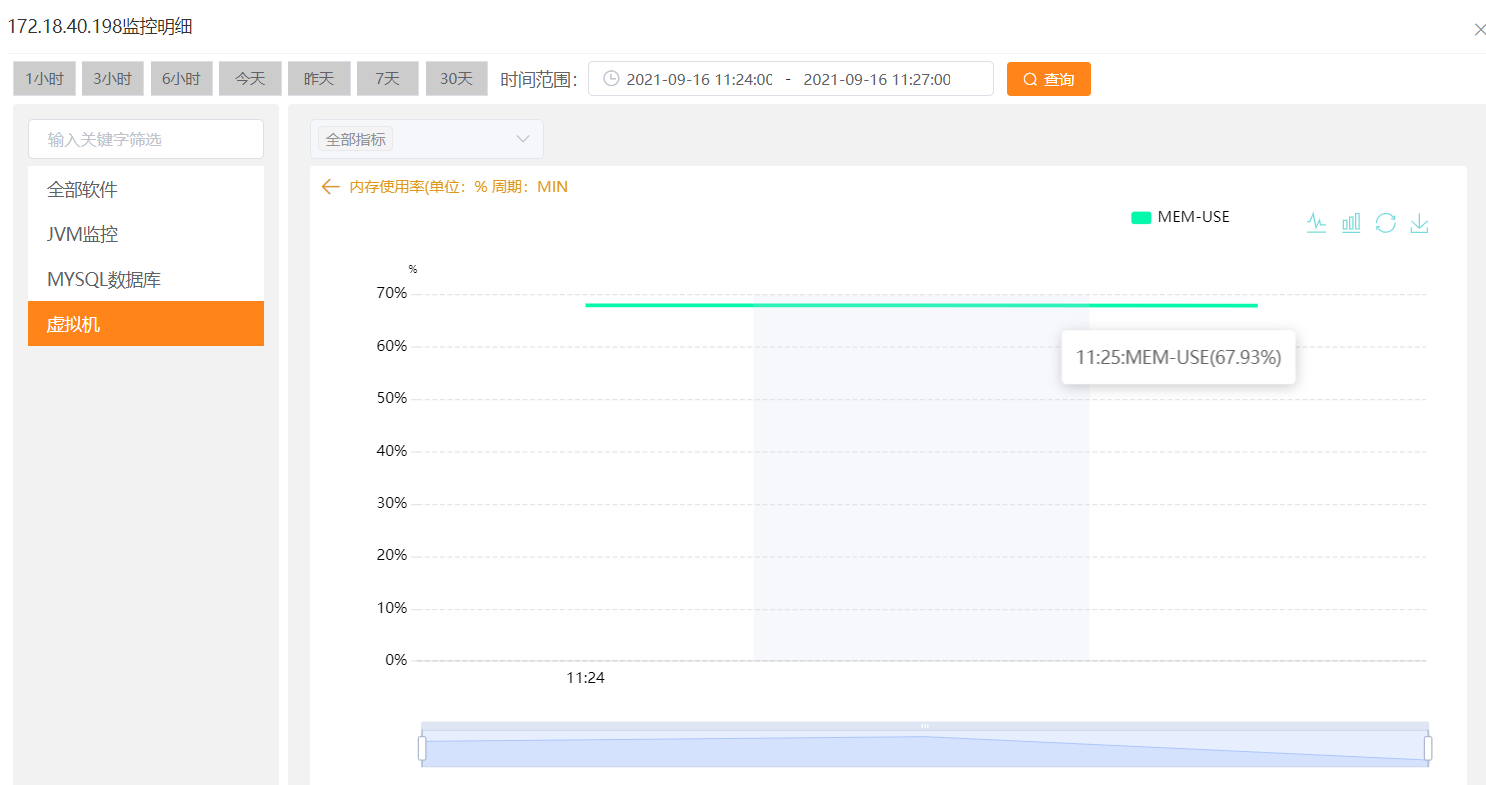 172.18.40.198监控明细
1小时 3小时 6小时 今天 昨天 7天 30天 时间范围： 2021-09-16 11:24:00 - 2021-09-16 11:27:00 查询
输入关键字筛选
全部软件
JVM监控
MYSQL数据库
虚拟机
全部指标
内存使用率(单位：% 周期：MIN
MEM-USE
%
70%
60%
11:25:MEM-USE(67.93%)
50%
40%
30%
20%
10%
0%
11:24